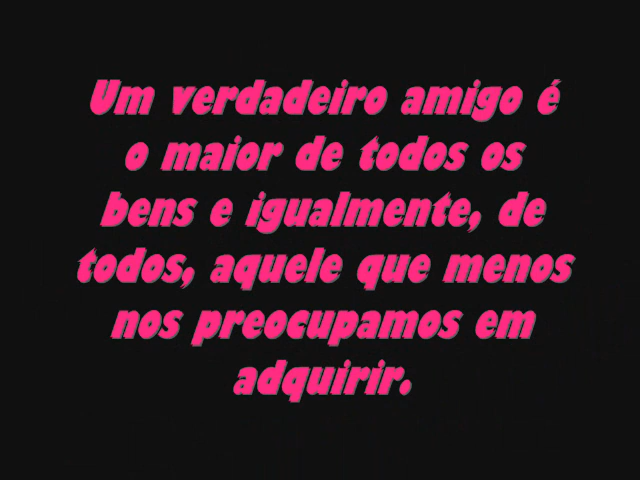 Um verdadeiro amigo é
o maior de todos os
bens e igualmente, de
todos, aquele que menos
nos preocupamos em
adquirir.